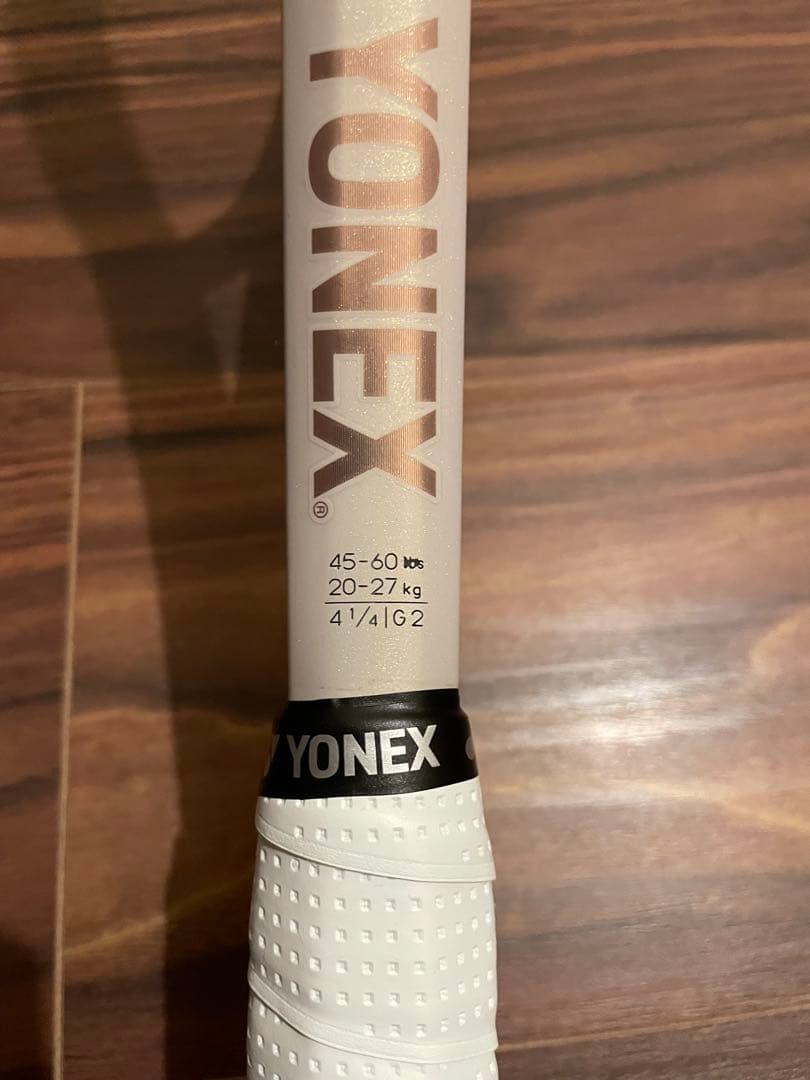 YONEX®
45-60 lbs
20-27 kg
4 1/4|G2
YONEX